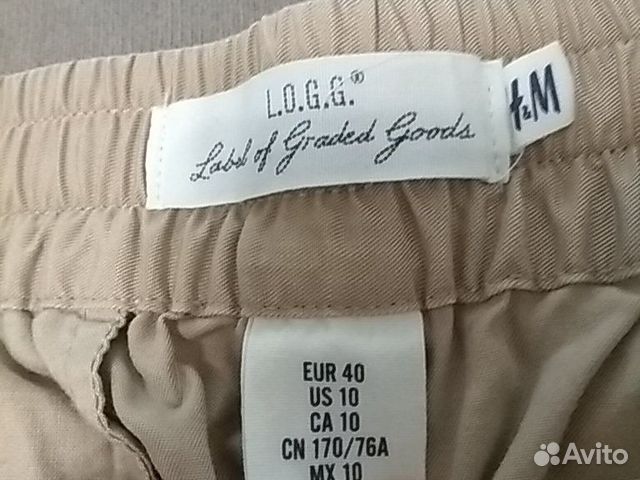 L.O.G.G.®
Label of Graded Goods
H&M
EUR 40
US 10
CA 10
CN 170/76A
MX 10
Avito